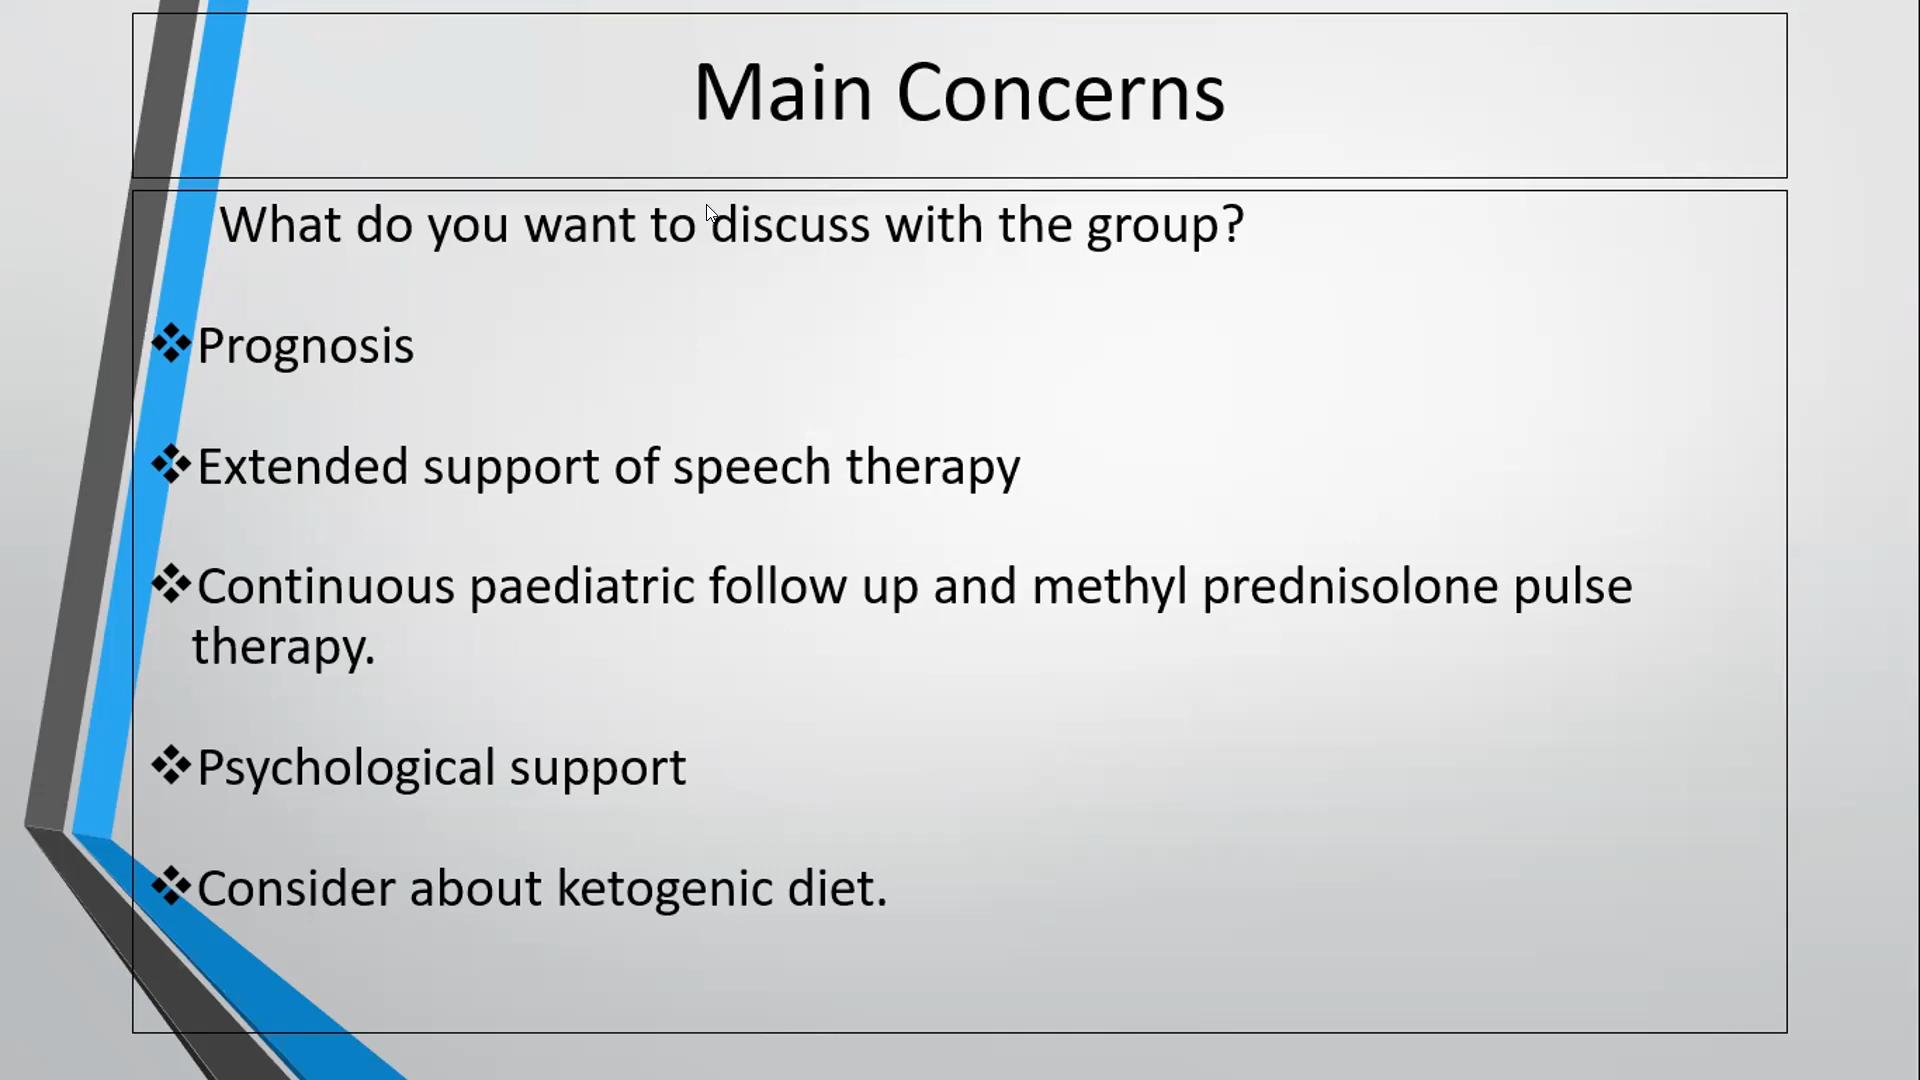 Main Concerns
What do you want to discuss with the group?
❖Prognosis
❖Extended support of speech therapy
❖Continuous paediatric follow up and methyl prednisolone pulse
therapy.
❖Psychological support
❖Consider about ketogenic diet.